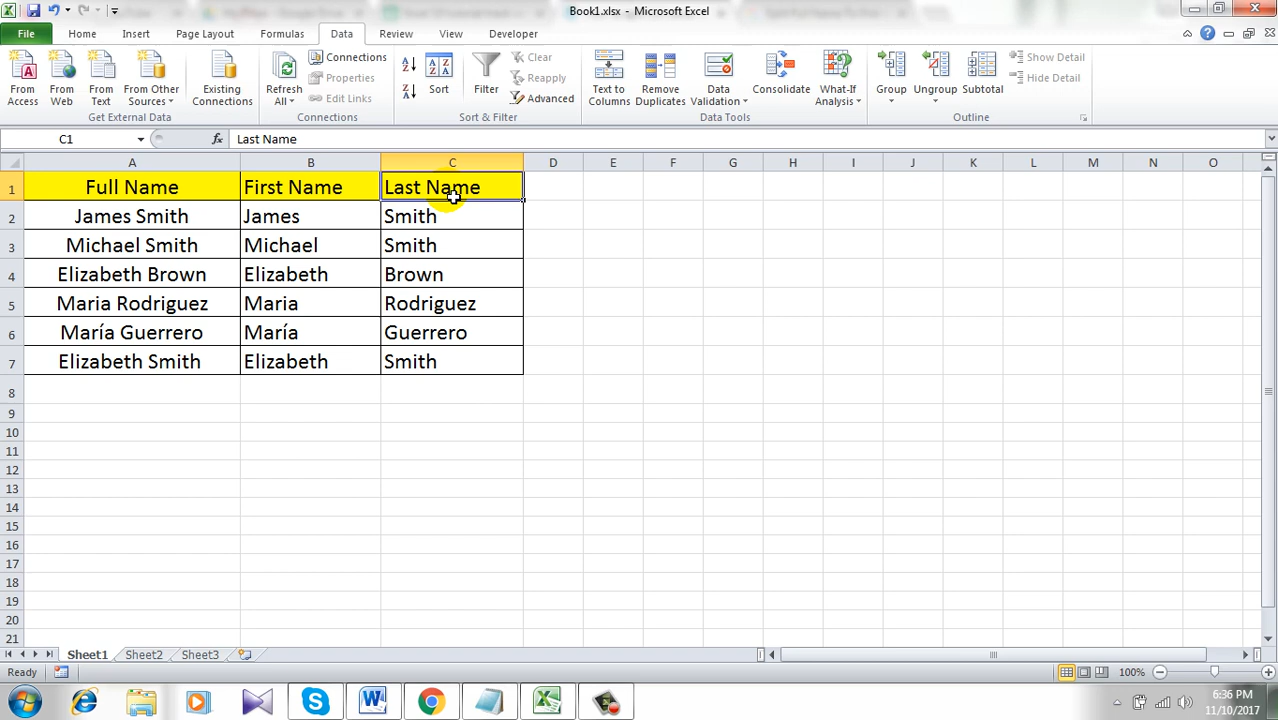 Book1.xlsx - Microsoft Excel
File Home Insert Page Layout Formulas Data Review View Developer
From Access
From Web
From Text
From Other Sources
Existing Connections
Get External Data
Refresh All
Connections
Properties
Edit Links
Connections
Sort
Filter
Clear
Reapply
Advanced
Sort & Filter
Text to Columns
Remove Duplicates
Data Validation
Consolidate
What-If Analysis
Data Tools
Group
Ungroup
Subtotal
Show Detail
Hide Detail
Outline
C1 fx Last Name
A B C D E F G H I J K L M N O
1 Full Name First Name Last Name
2 James Smith James Smith
3 Michael Smith Michael Smith
4 Elizabeth Brown Elizabeth Brown
5 Maria Rodriguez Maria Rodriguez
6 María Guerrero María Guerrero
7 Elizabeth Smith Elizabeth Smith
8
9
10
11
12
13
14
15
16
17
18
19
20
21
Sheet1 Sheet2 Sheet3
Ready 100%
6:36 PM
11/10/2017